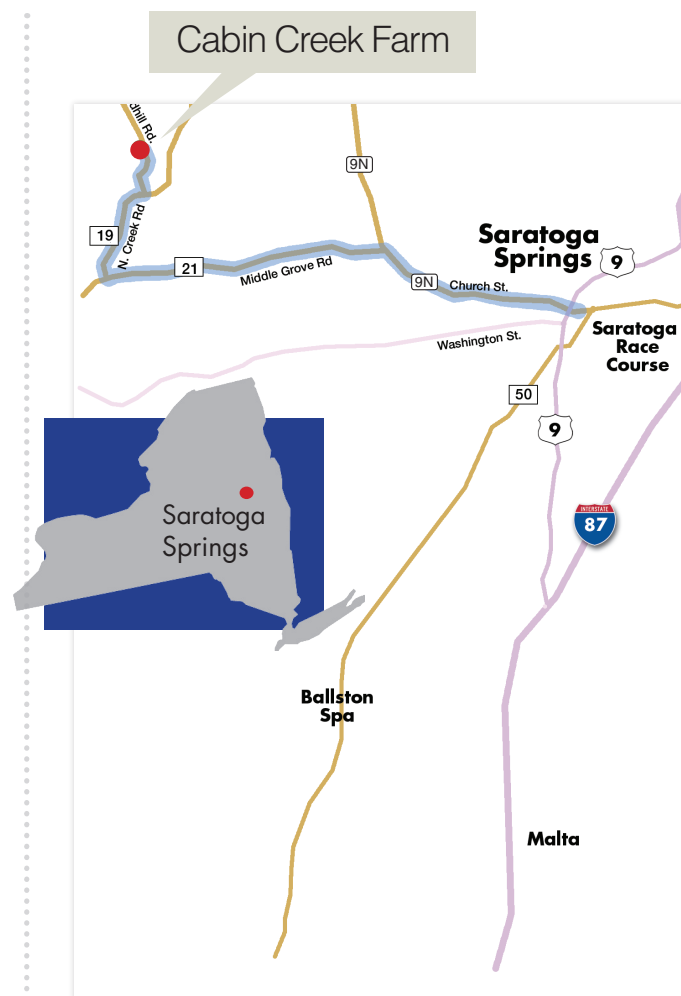 Cabin Creek Farm
dhill Rd.
9N
19
N. Creek Rd
21
Middle Grove Rd
9N
Church St.
Saratoga
Springs
9
Saratoga
Race
Course
Washington St.
50
9
INTERSTATE
87
Saratoga
Springs
Ballston
Spa
Malta